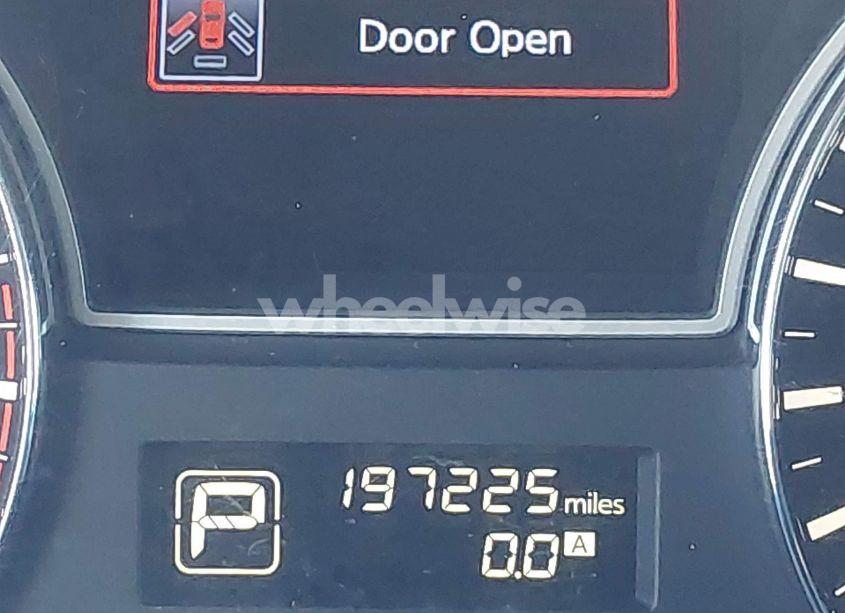 Door Open
wheelwise
P
197225 miles
0.0 A